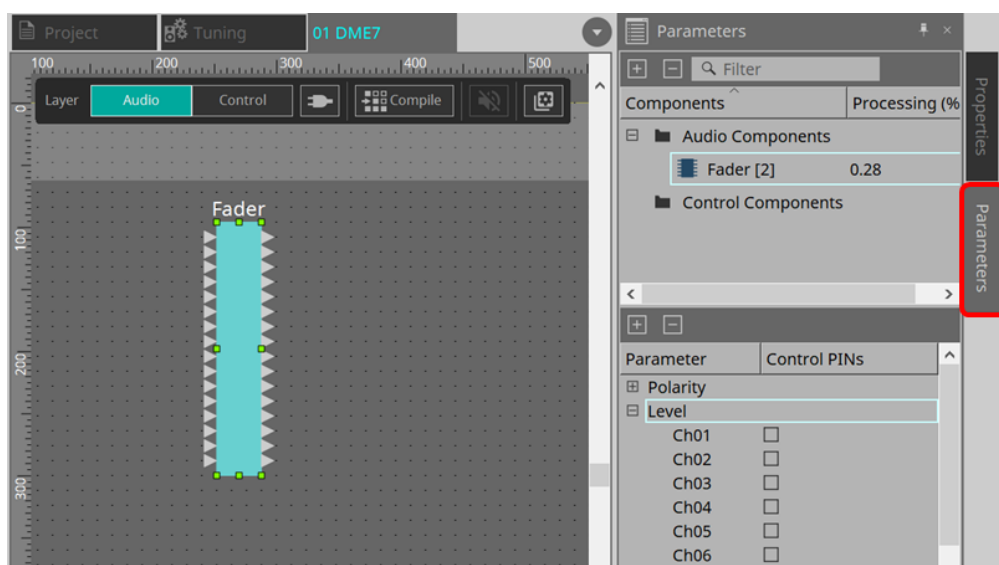 Project
Tuning
01 DME7
100 200 300 400 500
Layer Audio Control Compile
Fader
0
100
200
300
Parameters
Filter
Components Processing (%
Audio Components
Fader [2] 0.28
Control Components
Parameter Control PINs
Polarity
Level
Ch01
Ch02
Ch03
Ch04
Ch05
Ch06
Properties
Parameters